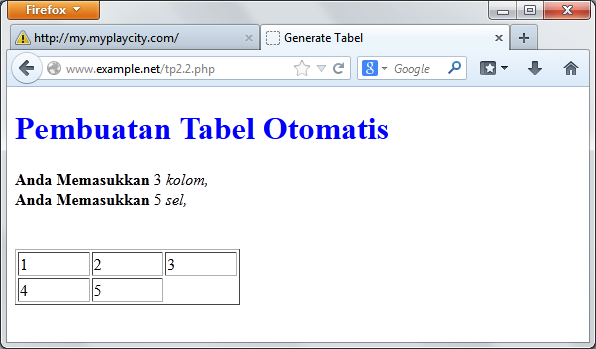 Firefox
http://my.myplaycity.com/
Generate Tabel
www.example.net/tp2.2.php
Google
Pembuatan Tabel Otomatis
Anda Memasukkan 3 kolom,
Anda Memasukkan 5 sel,
1 2 3
4 5